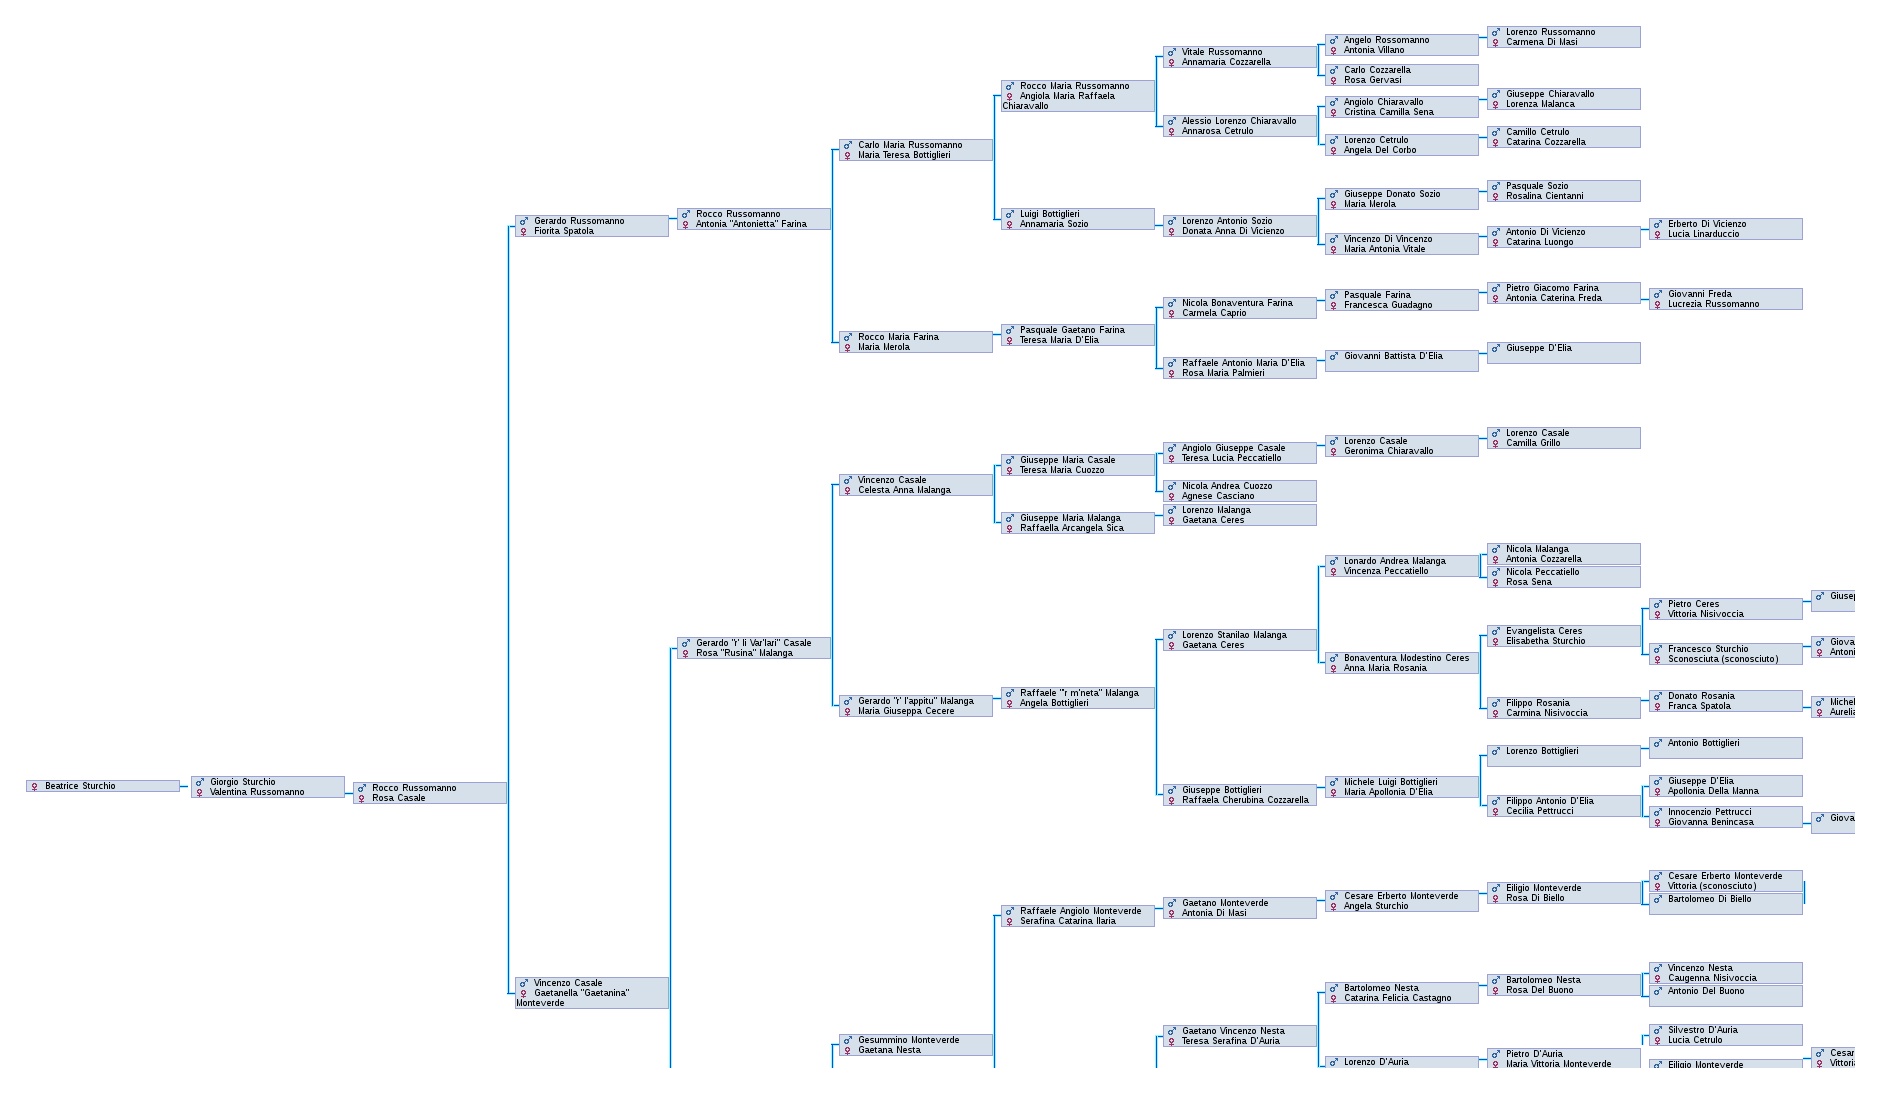 ♀ Beatrice Sturchio
♂ Giorgio Sturchio
♀ Valentina Russomanno
♂ Rocco Russomanno
♀ Rosa Casale
♂ Gerardo Russomanno
♀ Fiorita Spatola
♂ Vincenzo Casale
♀ Gaetanella "Gaetanina"
Monteverde
♂ Rocco Russomanno
♀ Antonia "Antonietta" Farina
♂ Gerardo "r' li Var'lari" Casale
♀ Rosa "Rusina" Malanga
♂ Carlo Maria Russomanno
♀ Maria Teresa Bottiglieri
♂ Rocco Maria Farina
♀ Maria Merola
♂ Vincenzo Casale
♀ Celesta Anna Malanga
♂ Gerardo "r' l'appitu" Malanga
♀ Maria Giuseppa Cecere
♂ Gesummino Monteverde
♀ Gaetana Nesta
♂ Rocco Maria Russomanno
♀ Angiola Maria Raffaela
Chiaravallo
♂ Luigi Bottiglieri
♀ Annamaria Sozio
♂ Pasquale Gaetano Farina
♀ Teresa Maria D'Elia
♂ Giuseppe Maria Casale
♀ Teresa Maria Cuozzo
♂ Giuseppe Maria Malanga
♀ Raffaella Arcangela Sica
♂ Raffaele "'r m'neta" Malanga
♀ Angela Bottiglieri
♂ Raffaele Angiolo Monteverde
♀ Serafina Catarina Ilaria
♂ Vitale Russomanno
♀ Annamaria Cozzarella
♂ Alessio Lorenzo Chiaravallo
♀ Annarosa Cetrulo
♂ Lorenzo Antonio Sozio
♀ Donata Anna Di Vicienzo
♂ Nicola Bonaventura Farina
♀ Carmela Caprio
♂ Raffaele Antonio Maria D'Elia
♀ Rosa Maria Palmieri
♂ Angiolo Giuseppe Casale
♀ Teresa Lucia Peccatiello
♂ Nicola Andrea Cuozzo
♀ Agnese Casciano
♂ Lorenzo Malanga
♀ Gaetana Ceres
♂ Lorenzo Stanilao Malanga
♀ Gaetana Ceres
♂ Giuseppe Bottiglieri
♀ Raffaela Cherubina Cozzarella
♂ Gaetano Monteverde
♀ Antonia Di Masi
♂ Gaetano Vincenzo Nesta
♀ Teresa Serafina D'Auria
♂ Angelo Rossomanno
♀ Antonia Villano
♂ Carlo Cozzarella
♀ Rosa Gervasi
♂ Angiolo Chiaravallo
♀ Cristina Camilla Sena
♂ Lorenzo Cetrulo
♀ Angela Del Corbo
♂ Giuseppe Donato Sozio
♀ Maria Merola
♂ Vincenzo Di Vincenzo
♀ Maria Antonia Vitale
♂ Pasquale Farina
♀ Francesca Guadagno
♂ Giovanni Battista D'Elia
♂ Lorenzo Casale
♀ Geronima Chiaravallo
♂ Lonardo Andrea Malanga
♀ Vincenza Peccatiello
♂ Bonaventura Modestino Ceres
♀ Anna Maria Rosania
♂ Michele Luigi Bottiglieri
♀ Maria Apollonia D'Elia
♂ Cesare Erberto Monteverde
♀ Angela Sturchio
♂ Bartolomeo Nesta
♀ Catarina Felicia Castagno
♂ Lorenzo D'Auria
♂ Lorenzo Russomanno
♀ Carmena Di Masi
♂ Giuseppe Chiaravallo
♀ Lorenza Malanca
♂ Camillo Cetrulo
♀ Catarina Cozzarella
♂ Pasquale Sozio
♀ Rosalina Cientanni
♂ Antonio Di Vicienzo
♀ Catarina Luongo
♂ Pietro Giacomo Farina
♀ Antonia Caterina Freda
♂ Giuseppe D'Elia
♂ Lorenzo Casale
♀ Camilla Grillo
♂ Nicola Malanga
♀ Antonia Cozzarella
♂ Nicola Peccatiello
♀ Rosa Sena
♂ Evangelista Ceres
♀ Elisabetha Sturchio
♂ Filippo Rosania
♀ Carmina Nisivoccia
♂ Lorenzo Bottiglieri
♂ Filippo Antonio D'Elia
♀ Cecilia Pettrucci
♂ Eiligio Monteverde
♀ Rosa Di Biello
♂ Bartolomeo Nesta
♀ Rosa Del Buono
♂ Pietro D'Auria
♀ Maria Vittoria Monteverde
♂ Erberto Di Vicienzo
♀ Lucia Linarduccio
♂ Giovanni Freda
♀ Lucrezia Russomanno
♂ Pietro Ceres
♀ Vittoria Nisivoccia
♂ Francesco Sturchio
♀ Sconosciuta (sconosciuto)
♂ Donato Rosania
♀ Franca Spatola
♂ Antonio Bottiglieri
♂ Giuseppe D'Elia
♀ Apollonia Della Manna
♂ Innocenzio Pettrucci
♀ Giovanna Benincasa
♂ Cesare Erberto Monteverde
♀ Vittoria (sconosciuto)
♂ Bartolomeo Di Biello
♂ Vincenzo Nesta
♀ Caugenna Nisivoccia
♂ Antonio Del Buono
♂ Silvestro D'Auria
♀ Lucia Cetrulo
♂ Eiligio Monteverde
♂ Giusep
♂ Giova
♀ Antoni
♂ Michel
♀ Aurelia
♂ Giova
♂ Cesar
♀ Vittoria